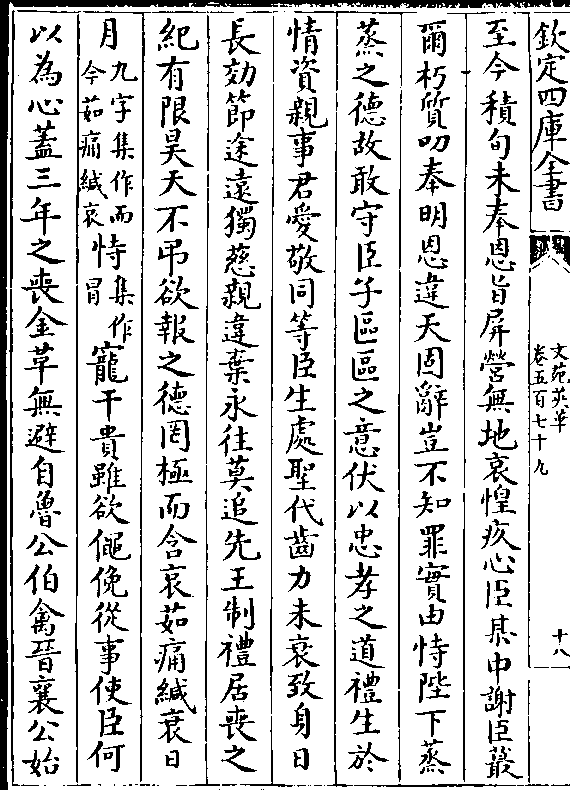 欽定四庫全書
文苑英華
卷五百七十九
十八
至今積旬未奉恩旨屏營無地哀惶疚心臣某中謝臣蕞
爾朽質叨奉明恩違天固辭豈不知罪實由恃陛下蒸
蒸之德故敢守臣子區區之意伏以忠孝之道禮生於
情資親事君愛敬同等臣生處聖代齒力未衰致身日
長効節途遠獨慈親違棄永往莫追先王制禮居喪之
紀有限昊天不弔欲報之德罔極而含哀茹痛緘哀日
月九字集作而今茹痛緘哀恃集作冒寵干貴雖欲僶俛從事使臣何
以為心蓋三年之喪金革無避自魯公伯禽晉襄公始